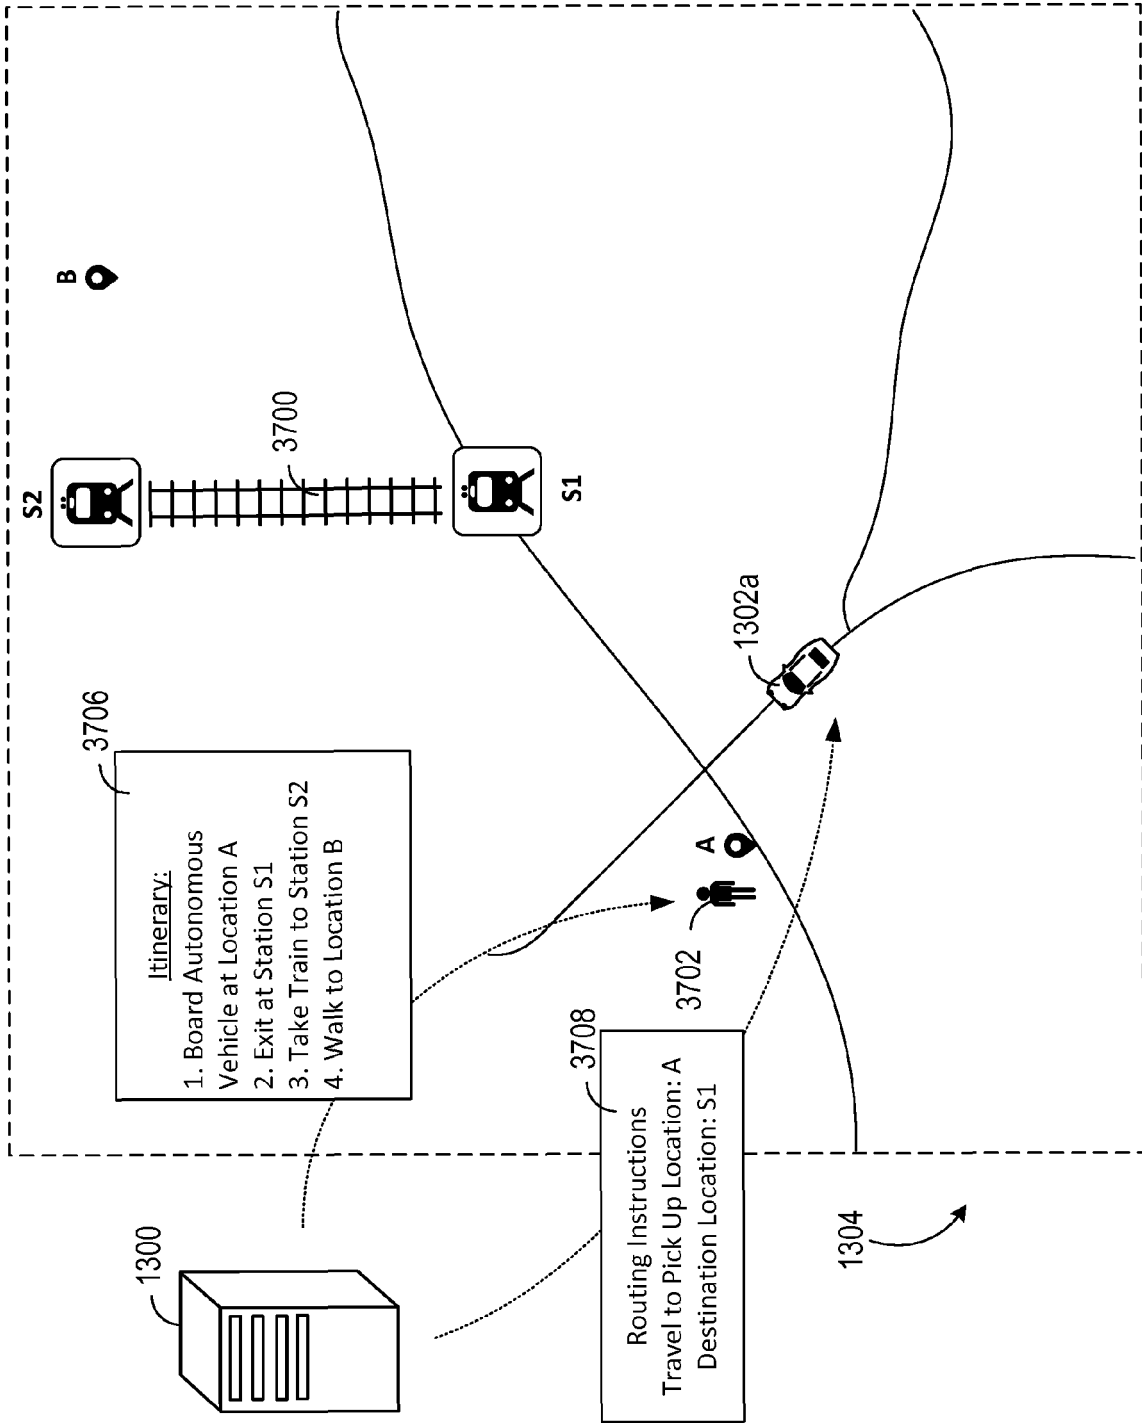 1300
3706
Itinerary:
1. Board Autonomous
Vehicle at Location A
2. Exit at Station S1
3. Take Train to Station S2
4. Walk to Location B
S2
B
3700
S1
3708
Routing Instructions
Travel to Pick Up Location: A
Destination Location: S1
3702
A
1302a
1304